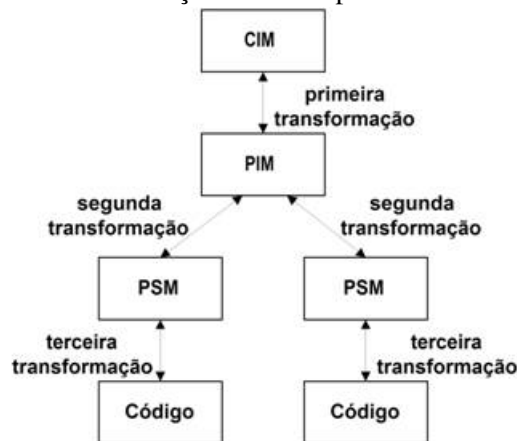 CIM
primeira
transformação
PIM
segunda
transformação
segunda
transformação
PSM
PSM
terceira
transformação
terceira
transformação
Código
Código